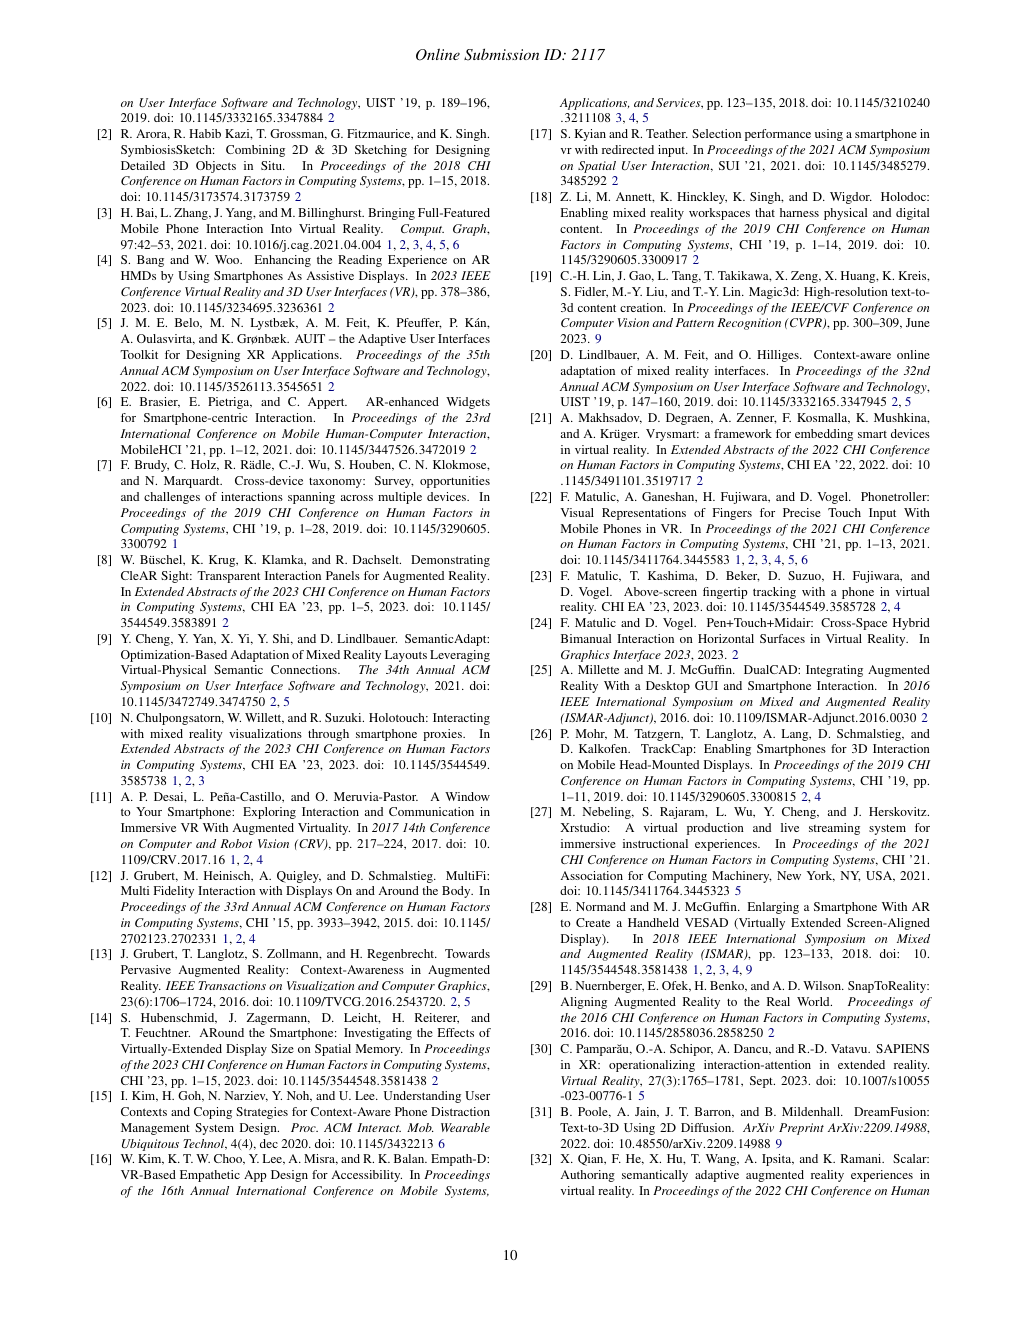 Online Submission ID: 2117
on User Interface Software and Technology, UIST ’19, p. 189–196,
2019. doi: 10.1145/3332165.3347884 2
[2] R. Arora, R. Habib Kazi, T. Grossman, G. Fitzmaurice, and K. Singh.
SymbiosisSketch: Combining 2D & 3D Sketching for Designing
Detailed 3D Objects in Situ. In Proceedings of the 2018 CHI
Conference on Human Factors in Computing Systems, pp. 1–15, 2018.
doi: 10.1145/3173574.3173759 2
[3] H. Bai, L. Zhang, J. Yang, and M. Billinghurst. Bringing Full-Featured
Mobile Phone Interaction Into Virtual Reality. Comput. Graph,
97:42–53, 2021. doi: 10.1016/j.cag.2021.04.004 1, 2, 3, 4, 5, 6
[4] S. Bang and W. Woo. Enhancing the Reading Experience on AR
HMDs by Using Smartphones As Assistive Displays. In 2023 IEEE
Conference Virtual Reality and 3D User Interfaces (VR), pp. 378–386,
2023. doi: 10.1145/3234695.3236361 2
[5] J. M. E. Belo, M. N. Lystbæk, A. M. Feit, K. Pfeuffer, P. Kán,
A. Oulasvirta, and K. Grønbæk. AUIT – the Adaptive User Interfaces
Toolkit for Designing XR Applications. Proceedings of the 35th
Annual ACM Symposium on User Interface Software and Technology,
2022. doi: 10.1145/3526113.3545651 2
[6] E. Brasier, E. Pietriga, and C. Appert. AR-enhanced Widgets
for Smartphone-centric Interaction. In Proceedings of the 23rd
International Conference on Mobile Human-Computer Interaction,
MobileHCI ’21, pp. 1–12, 2021. doi: 10.1145/3447526.3472019 2
[7] F. Brudy, C. Holz, R. Rädle, C.-J. Wu, S. Houben, C. N. Klokmose,
and N. Marquardt. Cross-device taxonomy: Survey, opportunities
and challenges of interactions spanning across multiple devices. In
Proceedings of the 2019 CHI Conference on Human Factors in
Computing Systems, CHI ’19, p. 1–28, 2019. doi: 10.1145/3290605.
3300792 1
[8] W. Büschel, K. Krug, K. Klamka, and R. Dachselt. Demonstrating
CleAR Sight: Transparent Interaction Panels for Augmented Reality.
In Extended Abstracts of the 2023 CHI Conference on Human Factors
in Computing Systems, CHI EA ’23, pp. 1–5, 2023. doi: 10.1145/
3544549.3583891 2
[9] Y. Cheng, Y. Yan, X. Yi, Y. Shi, and D. Lindlbauer. SemanticAdapt:
Optimization-Based Adaptation of Mixed Reality Layouts Leveraging
Virtual-Physical Semantic Connections. The 34th Annual ACM
Symposium on User Interface Software and Technology, 2021. doi:
10.1145/3472749.3474750 2, 5
[10] N. Chulpongsatorn, W. Willett, and R. Suzuki. Holotouch: Interacting
with mixed reality visualizations through smartphone proxies. In
Extended Abstracts of the 2023 CHI Conference on Human Factors
in Computing Systems, CHI EA ’23, 2023. doi: 10.1145/3544549.
3585738 1, 2, 3
[11] A. P. Desai, L. Peña-Castillo, and O. Meruvia-Pastor. A Window
to Your Smartphone: Exploring Interaction and Communication in
Immersive VR With Augmented Virtuality. In 2017 14th Conference
on Computer and Robot Vision (CRV), pp. 217–224, 2017. doi: 10.
1109/CRV.2017.16 1, 2, 4
[12] J. Grubert, M. Heinisch, A. Quigley, and D. Schmalstieg. MultiFi:
Multi Fidelity Interaction with Displays On and Around the Body. In
Proceedings of the 33rd Annual ACM Conference on Human Factors
in Computing Systems, CHI ’15, pp. 3933–3942, 2015. doi: 10.1145/
2702123.2702331 1, 2, 4
[13] J. Grubert, T. Langlotz, S. Zollmann, and H. Regenbrecht. Towards
Pervasive Augmented Reality: Context-Awareness in Augmented
Reality. IEEE Transactions on Visualization and Computer Graphics,
23(6):1706–1724, 2016. doi: 10.1109/TVCG.2016.2543720. 2, 5
[14] S. Hubenschmid, J. Zagermann, D. Leicht, H. Reiterer, and
T. Feuchtner. ARound the Smartphone: Investigating the Effects of
Virtually-Extended Display Size on Spatial Memory. In Proceedings
of the 2023 CHI Conference on Human Factors in Computing Systems,
CHI ’23, pp. 1–15, 2023. doi: 10.1145/3544548.3581438 2
[15] I. Kim, H. Goh, N. Narziev, Y. Noh, and U. Lee. Understanding User
Contexts and Coping Strategies for Context-Aware Phone Distraction
Management System Design. Proc. ACM Interact. Mob. Wearable
Ubiquitous Technol, 4(4), dec 2020. doi: 10.1145/3432213 6
[16] W. Kim, K. T. W. Choo, Y. Lee, A. Misra, and R. K. Balan. Empath-D:
VR-Based Empathetic App Design for Accessibility. In Proceedings
of the 16th Annual International Conference on Mobile Systems,
Applications, and Services, pp. 123–135, 2018. doi: 10.1145/3210240
.3211108 3, 4, 5
[17] S. Kyian and R. Teather. Selection performance using a smartphone in
vr with redirected input. In Proceedings of the 2021 ACM Symposium
on Spatial User Interaction, SUI ’21, 2021. doi: 10.1145/3485279.
3485292 2
[18] Z. Li, M. Annett, K. Hinckley, K. Singh, and D. Wigdor. Holodoc:
Enabling mixed reality workspaces that harness physical and digital
content. In Proceedings of the 2019 CHI Conference on Human
Factors in Computing Systems, CHI ’19, p. 1–14, 2019. doi: 10.
1145/3290605.3300917 2
[19] C.-H. Lin, J. Gao, L. Tang, T. Takikawa, X. Zeng, X. Huang, K. Kreis,
S. Fidler, M.-Y. Liu, and T.-Y. Lin. Magic3d: High-resolution text-to-
3d content creation. In Proceedings of the IEEE/CVF Conference on
Computer Vision and Pattern Recognition (CVPR), pp. 300–309, June
2023. 9
[20] D. Lindlbauer, A. M. Feit, and O. Hilliges. Context-aware online
adaptation of mixed reality interfaces. In Proceedings of the 32nd
Annual ACM Symposium on User Interface Software and Technology,
UIST ’19, p. 147–160, 2019. doi: 10.1145/3332165.3347945 2, 5
[21] A. Makhsadov, D. Degraen, A. Zenner, F. Kosmalla, K. Mushkina,
and A. Krüger. Vrysmart: a framework for embedding smart devices
in virtual reality. In Extended Abstracts of the 2022 CHI Conference
on Human Factors in Computing Systems, CHI EA ’22, 2022. doi: 10
.1145/3491101.3519717 2
[22] F. Matulic, A. Ganeshan, H. Fujiwara, and D. Vogel. Phonetroller:
Visual Representations of Fingers for Precise Touch Input With
Mobile Phones in VR. In Proceedings of the 2021 CHI Conference
on Human Factors in Computing Systems, CHI ’21, pp. 1–13, 2021.
doi: 10.1145/3411764.3445583 1, 2, 3, 4, 5, 6
[23] F. Matulic, T. Kashima, D. Beker, D. Suzuo, H. Fujiwara, and
D. Vogel. Above-screen fingertip tracking with a phone in virtual
reality. CHI EA ’23, 2023. doi: 10.1145/3544549.3585728 2, 4
[24] F. Matulic and D. Vogel. Pen+Touch+Midair: Cross-Space Hybrid
Bimanual Interaction on Horizontal Surfaces in Virtual Reality. In
Graphics Interface 2023, 2023. 2
[25] A. Millette and M. J. McGuffin. DualCAD: Integrating Augmented
Reality With a Desktop GUI and Smartphone Interaction. In 2016
IEEE International Symposium on Mixed and Augmented Reality
(ISMAR-Adjunct), 2016. doi: 10.1109/ISMAR-Adjunct.2016.0030 2
[26] P. Mohr, M. Tatzgern, T. Langlotz, A. Lang, D. Schmalstieg, and
D. Kalkofen. TrackCap: Enabling Smartphones for 3D Interaction
on Mobile Head-Mounted Displays. In Proceedings of the 2019 CHI
Conference on Human Factors in Computing Systems, CHI ’19, pp.
1–11, 2019. doi: 10.1145/3290605.3300815 2, 4
[27] M. Nebeling, S. Rajaram, L. Wu, Y. Cheng, and J. Herskovitz.
Xrstudio: A virtual production and live streaming system for
immersive instructional experiences. In Proceedings of the 2021
CHI Conference on Human Factors in Computing Systems, CHI ’21.
Association for Computing Machinery, New York, NY, USA, 2021.
doi: 10.1145/3411764.3445323 5
[28] E. Normand and M. J. McGuffin. Enlarging a Smartphone With AR
to Create a Handheld VESAD (Virtually Extended Screen-Aligned
Display). In 2018 IEEE International Symposium on Mixed
and Augmented Reality (ISMAR), pp. 123–133, 2018. doi: 10.
1145/3544548.3581438 1, 2, 3, 4, 9
[29] B. Nuernberger, E. Ofek, H. Benko, and A. D. Wilson. SnapToReality:
Aligning Augmented Reality to the Real World. Proceedings of
the 2016 CHI Conference on Human Factors in Computing Systems,
2016. doi: 10.1145/2858036.2858250 2
[30] C. Pamparău, O.-A. Schipor, A. Dancu, and R.-D. Vatavu. SAPIENS
in XR: operationalizing interaction-attention in extended reality.
Virtual Reality, 27(3):1765–1781, Sept. 2023. doi: 10.1007/s10055
-023-00776-1 5
[31] B. Poole, A. Jain, J. T. Barron, and B. Mildenhall. DreamFusion:
Text-to-3D Using 2D Diffusion. ArXiv Preprint ArXiv:2209.14988,
2022. doi: 10.48550/arXiv.2209.14988 9
[32] X. Qian, F. He, X. Hu, T. Wang, A. Ipsita, and K. Ramani. Scalar:
Authoring semantically adaptive augmented reality experiences in
virtual reality. In Proceedings of the 2022 CHI Conference on Human
10